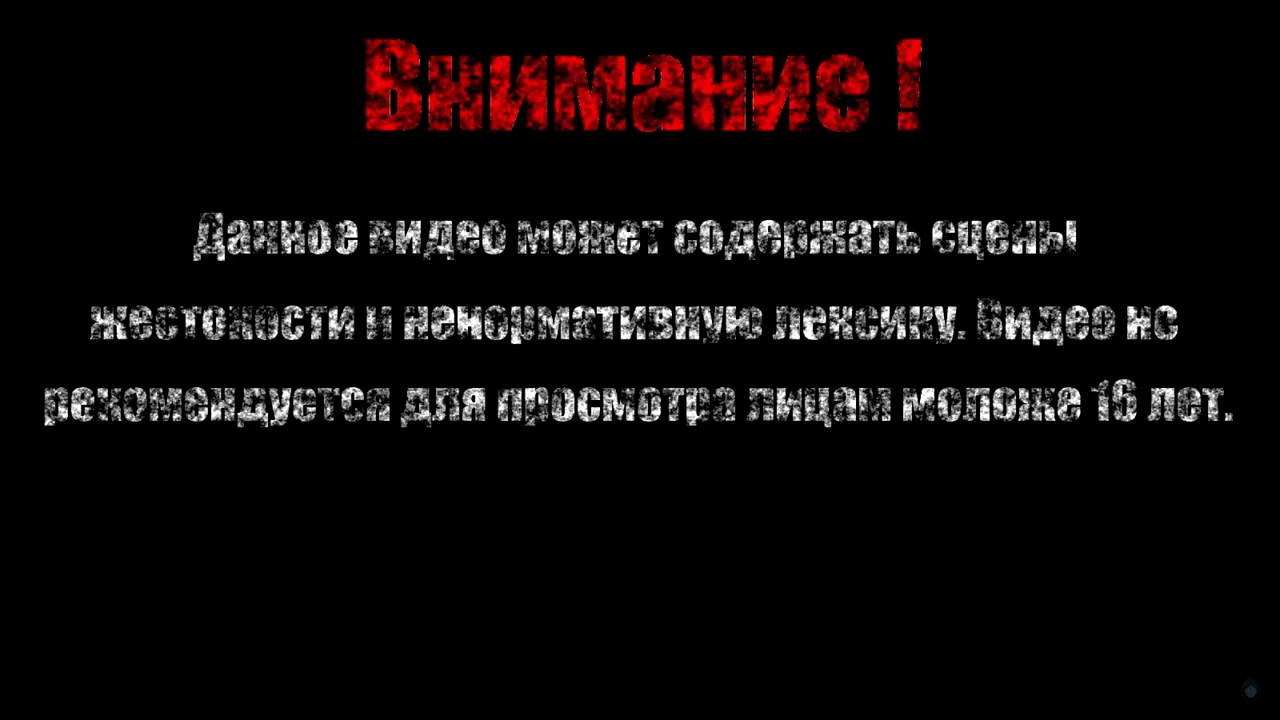 Внимание !
Данное видео может содержать сцены
жестокости и ненормативную лексику. Видео не
рекомендуется для просмотра лицам моложе 16 лет.